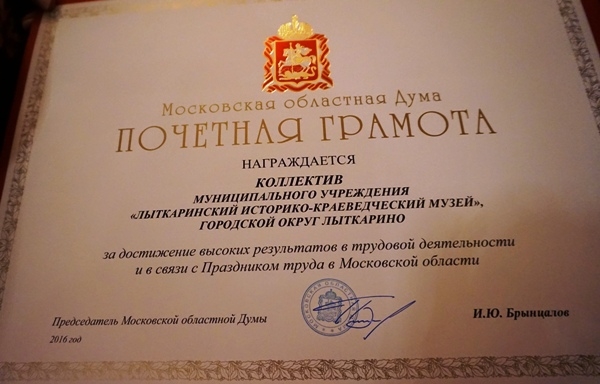 Московская областная Дума
ПОЧЕТНАЯ ГРАМОТА
НАГРАЖДАЕТСЯ
КОЛЛЕКТИВ
МУНИЦИПАЛЬНОГО УЧРЕЖДЕНИЯ
«ЛЫТКАРИНСКИЙ ИСТОРИКО-КРАЕВЕДЧЕСКИЙ МУЗЕЙ»,
ГОРОДСКОЙ ОКРУГ ЛЫТКАРИНО
за достижение высоких результатов в трудовой деятельности
и в связи с Праздником труда в Московской области
Председатель Московской областной Думы
И.Ю. Брынцалов
2016 год